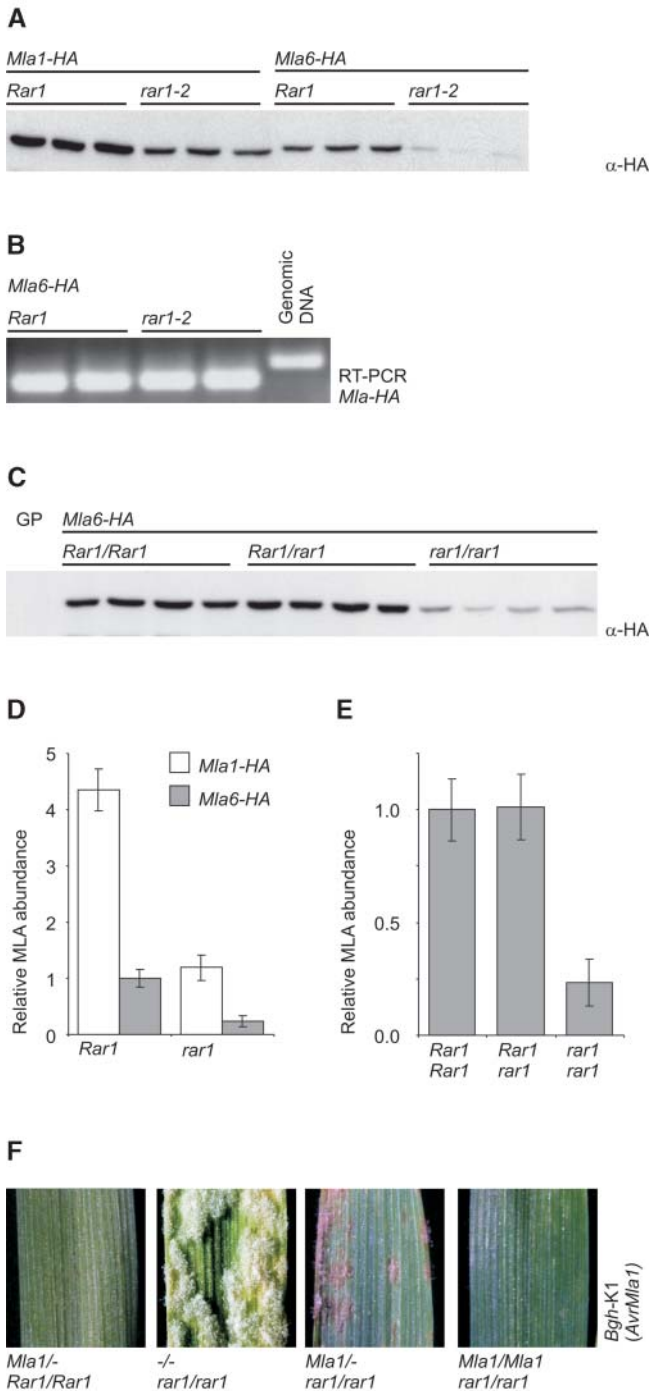 A
Mla1-HA Mla6-HA
Rar1 rar1-2 Rar1 rar1-2
α-HA
B
Mla6-HA
Rar1 rar1-2
Genomic
DNA
RT-PCR
Mla-HA
C
GP Mla6-HA
Rar1/Rar1 Rar1/rar1 rar1/rar1
α-HA
D
Relative MLA abundance
5
4
3
2
1
0
Mla1-HA
Mla6-HA
Rar1 rar1
E
Relative MLA abundance
1.0
0.5
0.0
Rar1 Rar1 rar1
Rar1 rar1 rar1
F
Bgh-K1
(AvrMla1)
Mla1/- -/- Mla1/- Mla1/Mla1
Rar1/Rar1 rar1/rar1 rar1/rar1 rar1/rar1